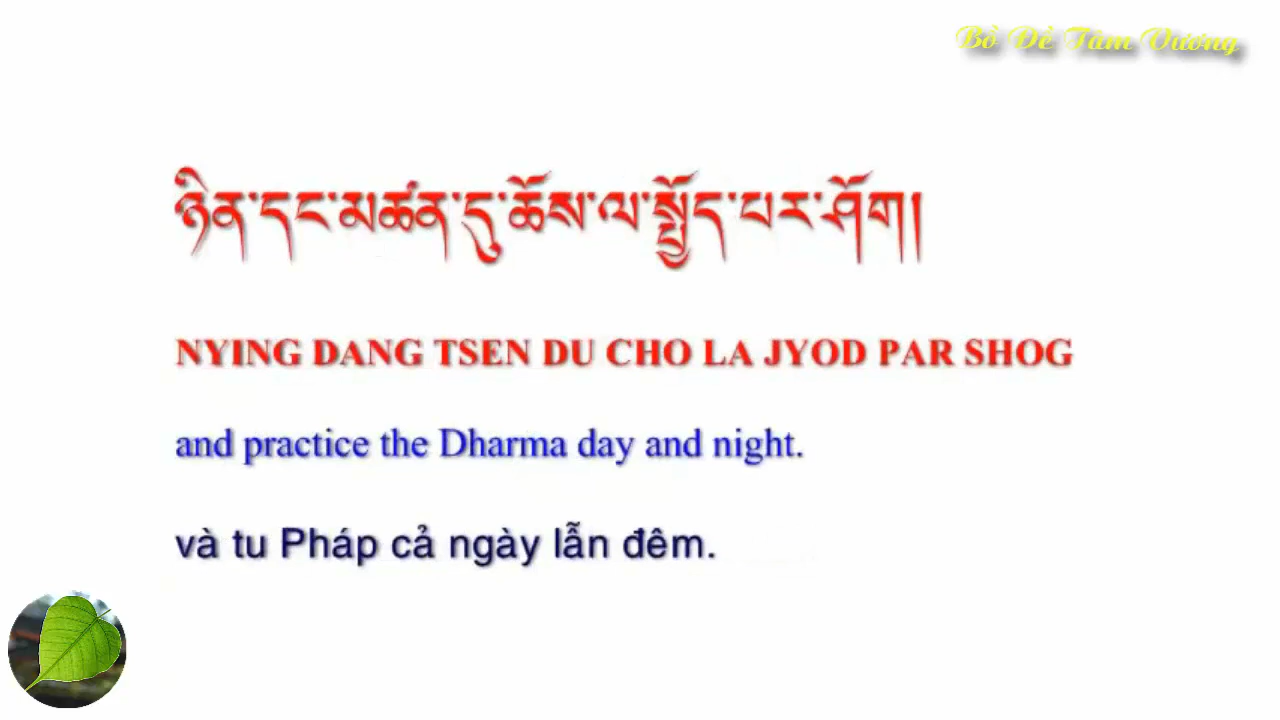 Bồ Đề Tâm Vương
ཉིན་དང་མཚན་དུ་ཆོས་ལ་སྤྱོད་པར་ཤོག།
NYING DANG TSEN DU CHO LA JYOD PAR SHOG
and practice the Dharma day and night.
và tu Pháp cả ngày lẫn đêm.